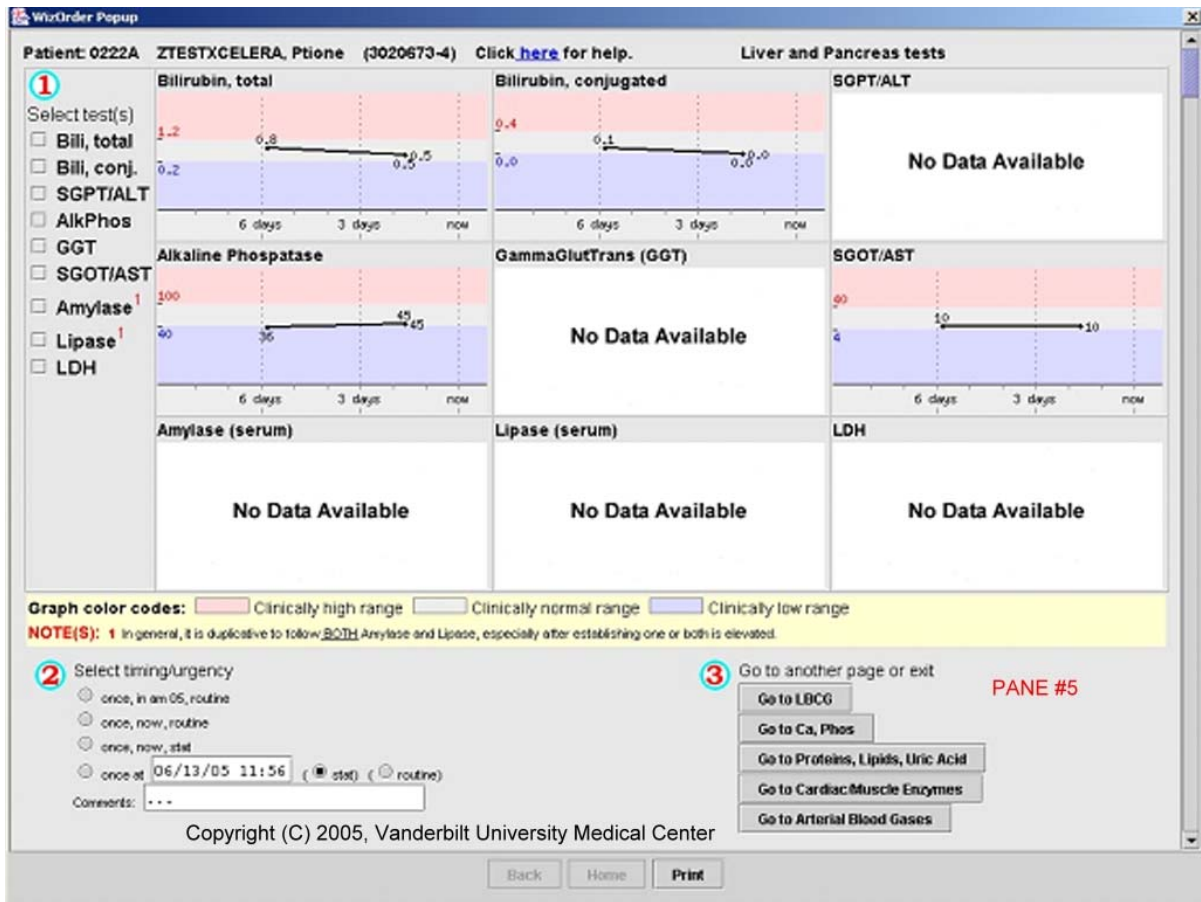 WizOrder Popup
Patient: 0222A ZTESTXCELERA, Ptione (3020673-4) Click here for help. Liver and Pancreas tests
1
Select test(s)
Bili, total
Bili, conj.
SGPT/ALT
AlkPhos
GGT
SGOT/AST
Amylase 1
Lipase 1
LDH
Bilirubin, total
1.2
0.2
0.8
0.5
0.5
6 days 3 days now
Bilirubin, conjugated
0.4
0.0
0.1
0.0
0.0
6 days 3 days now
SGPT/ALT
No Data Available
Alkaline Phospatase
100
40
36
45
45
6 days 3 days now
GammaGlutTrans (GGT)
No Data Available
SGOT/AST
4
10
10
6 days 3 days now
Amylase (serum)
No Data Available
Lipase (serum)
No Data Available
LDH
No Data Available
Graph color codes: Clinically high range Clinically normal range Clinically low range
NOTE(S): 1 In general, it is duplicative to follow BOTH Amylase and Lipase, especially after establishing one or both is elevated.
2 Select timing/urgency
once, in am 05, routine
once, now, routine
once, now, stat
once at 06/13/05 11:56 ( stat) ( routine)
Comments: ...
3 Go to another page or exit
PANE #5
Go to LBCG
Go to Ca, Phos
Go to Proteins, Lipids, Uric Acid
Go to Cardiac/Muscle Enzymes
Go to Arterial Blood Gases
Copyright (C) 2005, Vanderbilt University Medical Center
Back Home Print